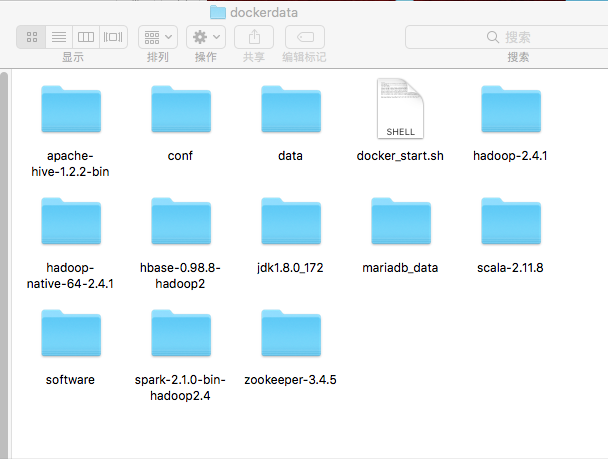 dockerdata
搜索
显示
排列
操作
共享
编辑标记
搜索
apache-
hive-1.2.2-bin
conf
data
SHELL
docker_start.sh
hadoop-2.4.1
hadoop-
native-64-2.4.1
hbase-0.98.8-
hadoop2
jdk1.8.0_172
mariadb_data
scala-2.11.8
software
spark-2.1.0-bin-
hadoop2.4
zookeeper-3.4.5